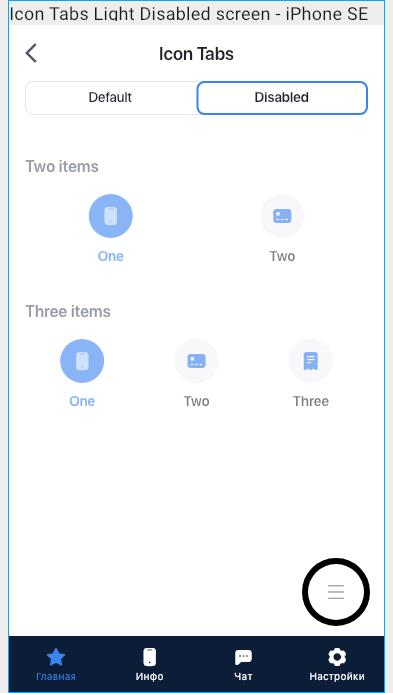 Icon Tabs Light Disabled screen - iPhone SE
Icon Tabs
Default Disabled
Two items
One Two
Three items
One Two Three
Главная Инфо Чат Настройки